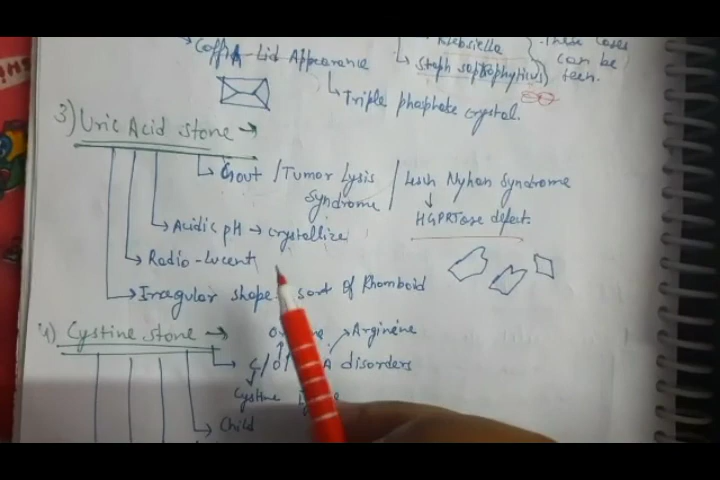 Klebsiella
These cases
Coffin-Lid Appearance
Staph saprophyticus
can be
seen.
Triple phosphate crystal.
3) Uric Acid stone →
Gout / Tumor Lysis Syndrome / Lesch Nyhan Syndrome
HGPRTase defect
Acidic pH → crystallize
Radio-Lucent
Irragular shape sort of Rhomboid
4) Cystine stone →
Arginine
disorders
Cystine
Child